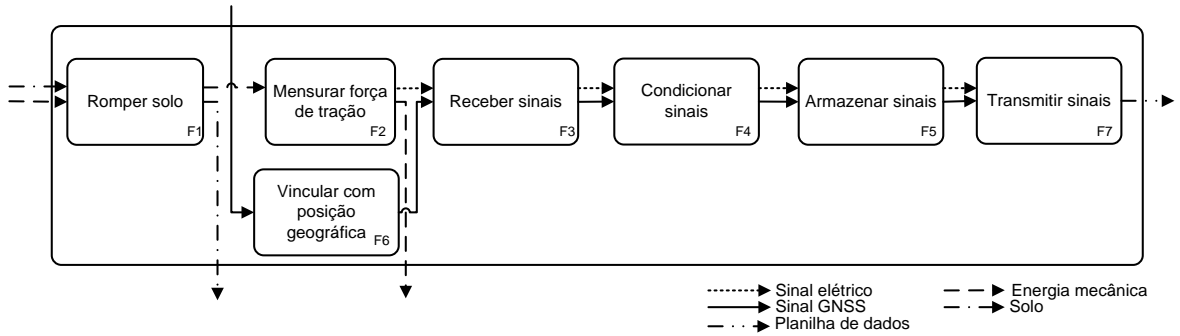 Romper solo
F1
Mensurar força
de tração
F2
Receber sinais
F3
Condicionar
sinais
F4
Armazenar sinais
F5
Transmitir sinais
F7
Vincular com
posição
geográfica
F6
Sinal elétrico
Sinal GNSS
Planilha de dados
Energia mecânica
Solo